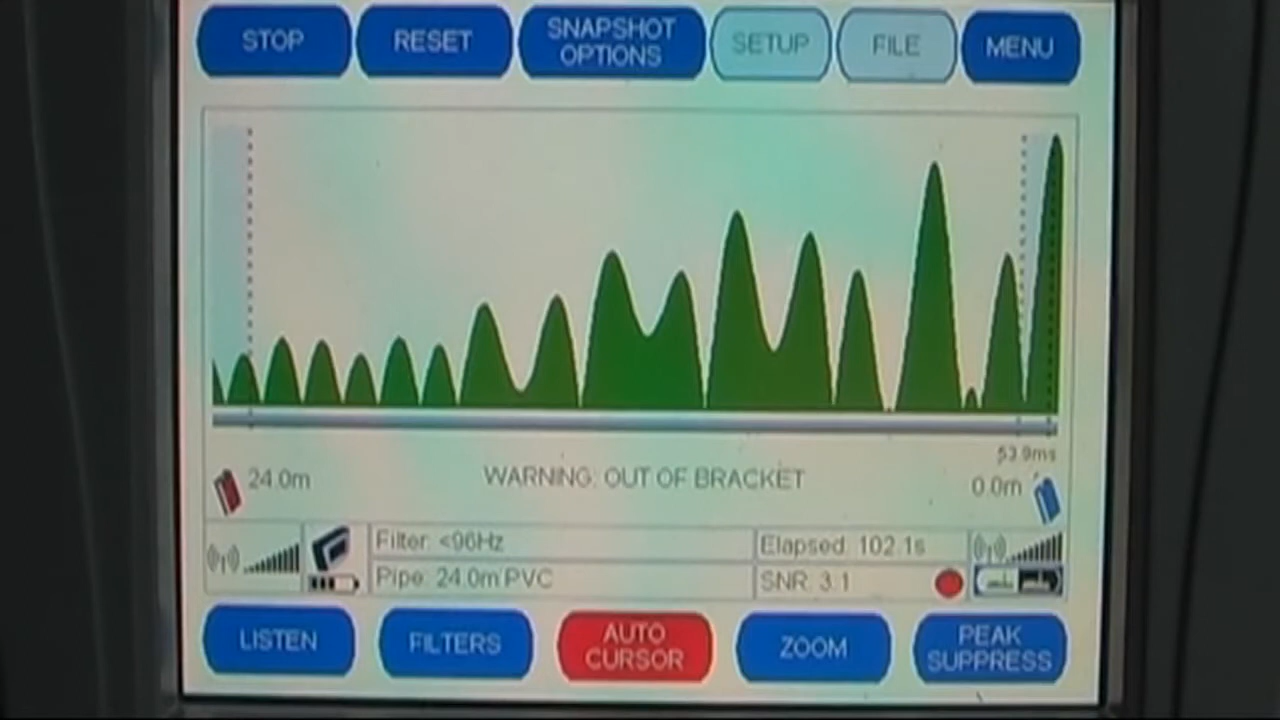 STOP
RESET
SNAPSHOT
OPTIONS
SETUP
FILE
MENU
53.9ms
24.0m
WARNING: OUT OF BRACKET
0.0m
Filter: <96Hz
Elapsed: 102.1s
Pipe: 24.0m PVC
SNR: 3.1
LISTEN
FILTERS
AUTO
CURSOR
ZOOM
PEAK
SUPPRESS